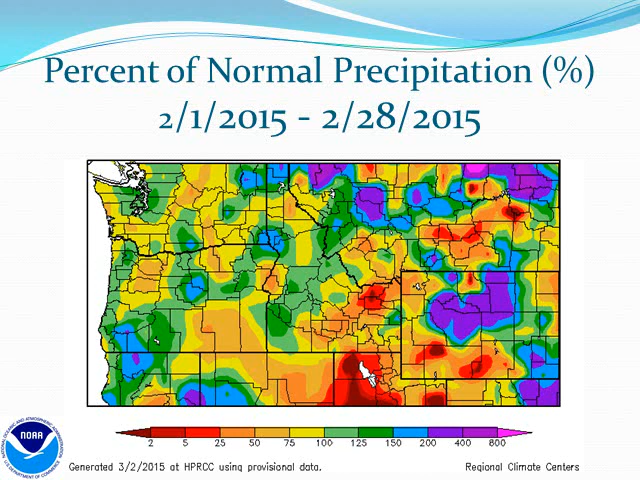 Percent of Normal Precipitation (%)
2/1/2015 - 2/28/2015
2 5 25 50 75 100 125 150 200 400 800
NOAA
Generated 3/2/2015 at HPRCC using provisional data.
Regional Climate Centers